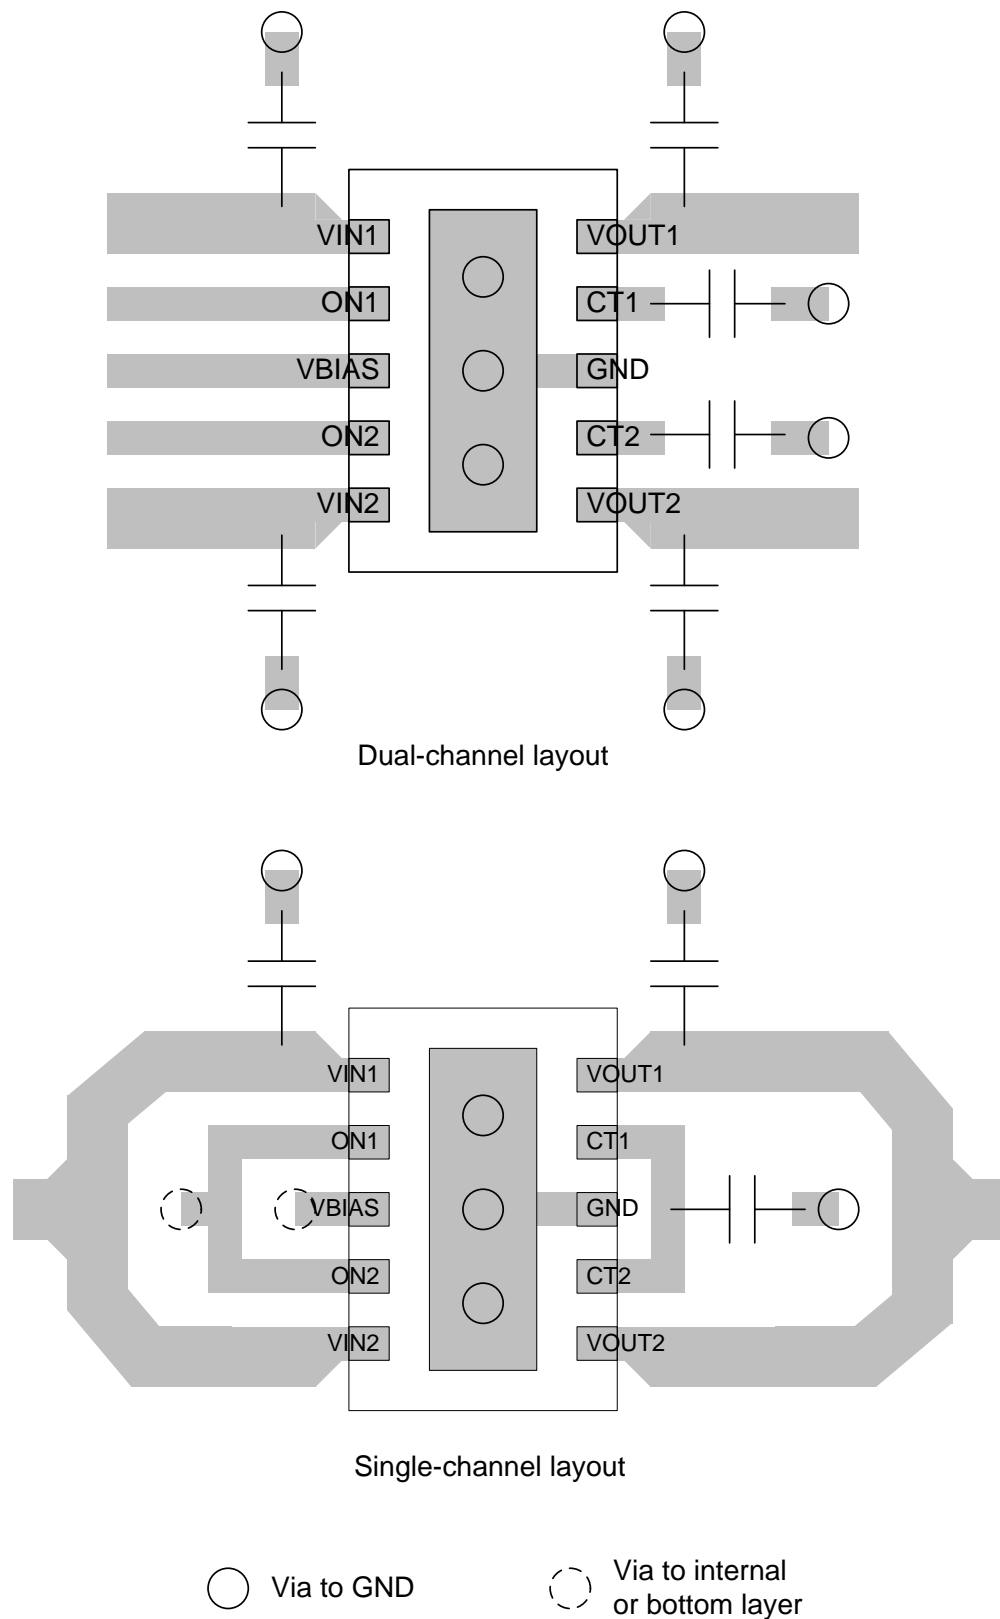 VIN1
VOUT1
ON1
CT1
VBIAS
GND
ON2
CT2
VIN2
VOUT2
Dual-channel layout
VIN1
VOUT1
ON1
CT1
VBIAS
GND
ON2
CT2
VIN2
VOUT2
Single-channel layout
Via to GND
Via to internal
or bottom layer